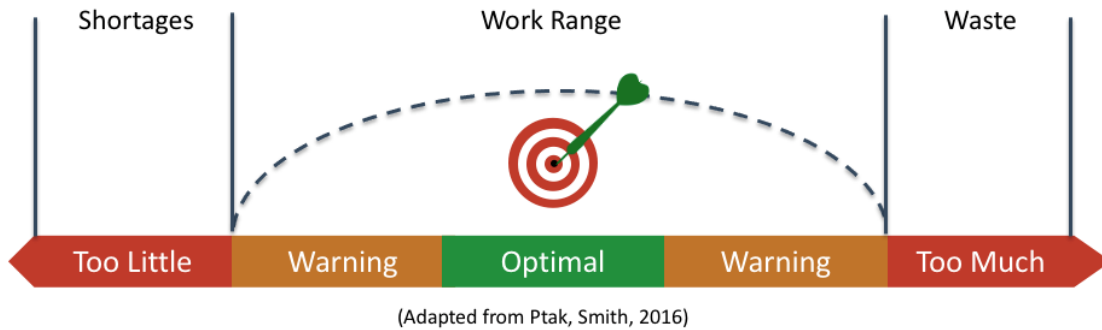 Shortages Work Range Waste
Too Little Warning Optimal Warning Too Much
(Adapted from Ptak, Smith, 2016)